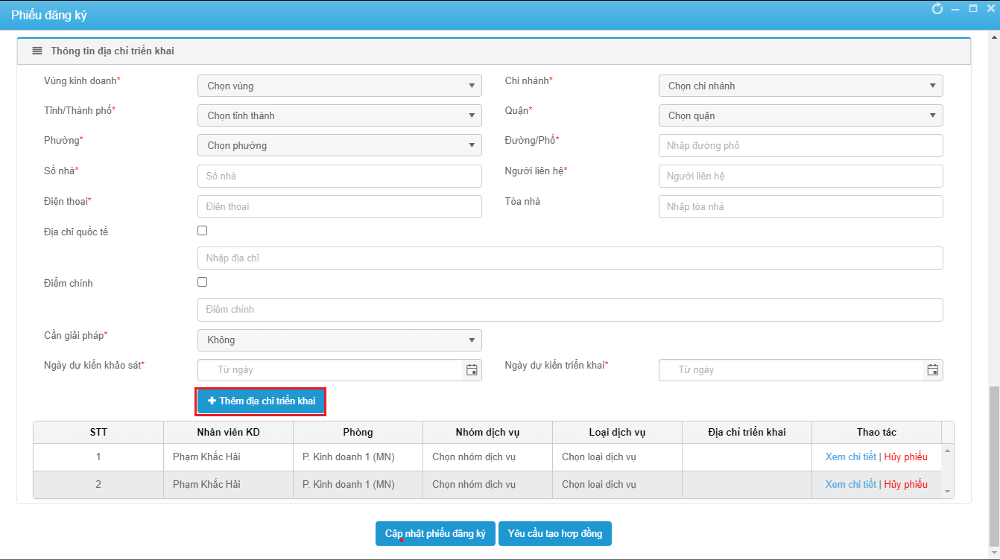 Phiếu đăng ký
Thông tin địa chỉ triển khai
Vùng kinh doanh* Chọn vùng Chi nhánh* Chọn chi nhánh
Tỉnh/Thành phố* Chọn tỉnh thành Quận* Chọn quận
Phường* Chọn phường Đường/Phố* Nhập đường phố
Số nhà* Số nhà Người liên hệ* Người liên hệ
Điện thoại* Điện thoại Tòa nhà Nhập tòa nhà
Địa chỉ quốc tế
Nhập địa chỉ
Điểm chính
Điểm chính
Cần giải pháp* Không
Ngày dự kiến khảo sát* Từ ngày Ngày dự kiến triển khai* Từ ngày
+ Thêm địa chỉ triển khai
STT Nhân viên KD Phòng Nhóm dịch vụ Loại dịch vụ Địa chỉ triển khai Thao tác
1 Phạm Khắc Hải P. Kinh doanh 1 (MN) Chọn nhóm dịch vụ Chọn loại dịch vụ Xem chi tiết | Hủy phiếu
2 Phạm Khắc Hải P. Kinh doanh 1 (MN) Chọn nhóm dịch vụ Chọn loại dịch vụ Xem chi tiết | Hủy phiếu
Cập nhật phiếu đăng ký Yêu cầu tạo hợp đồng